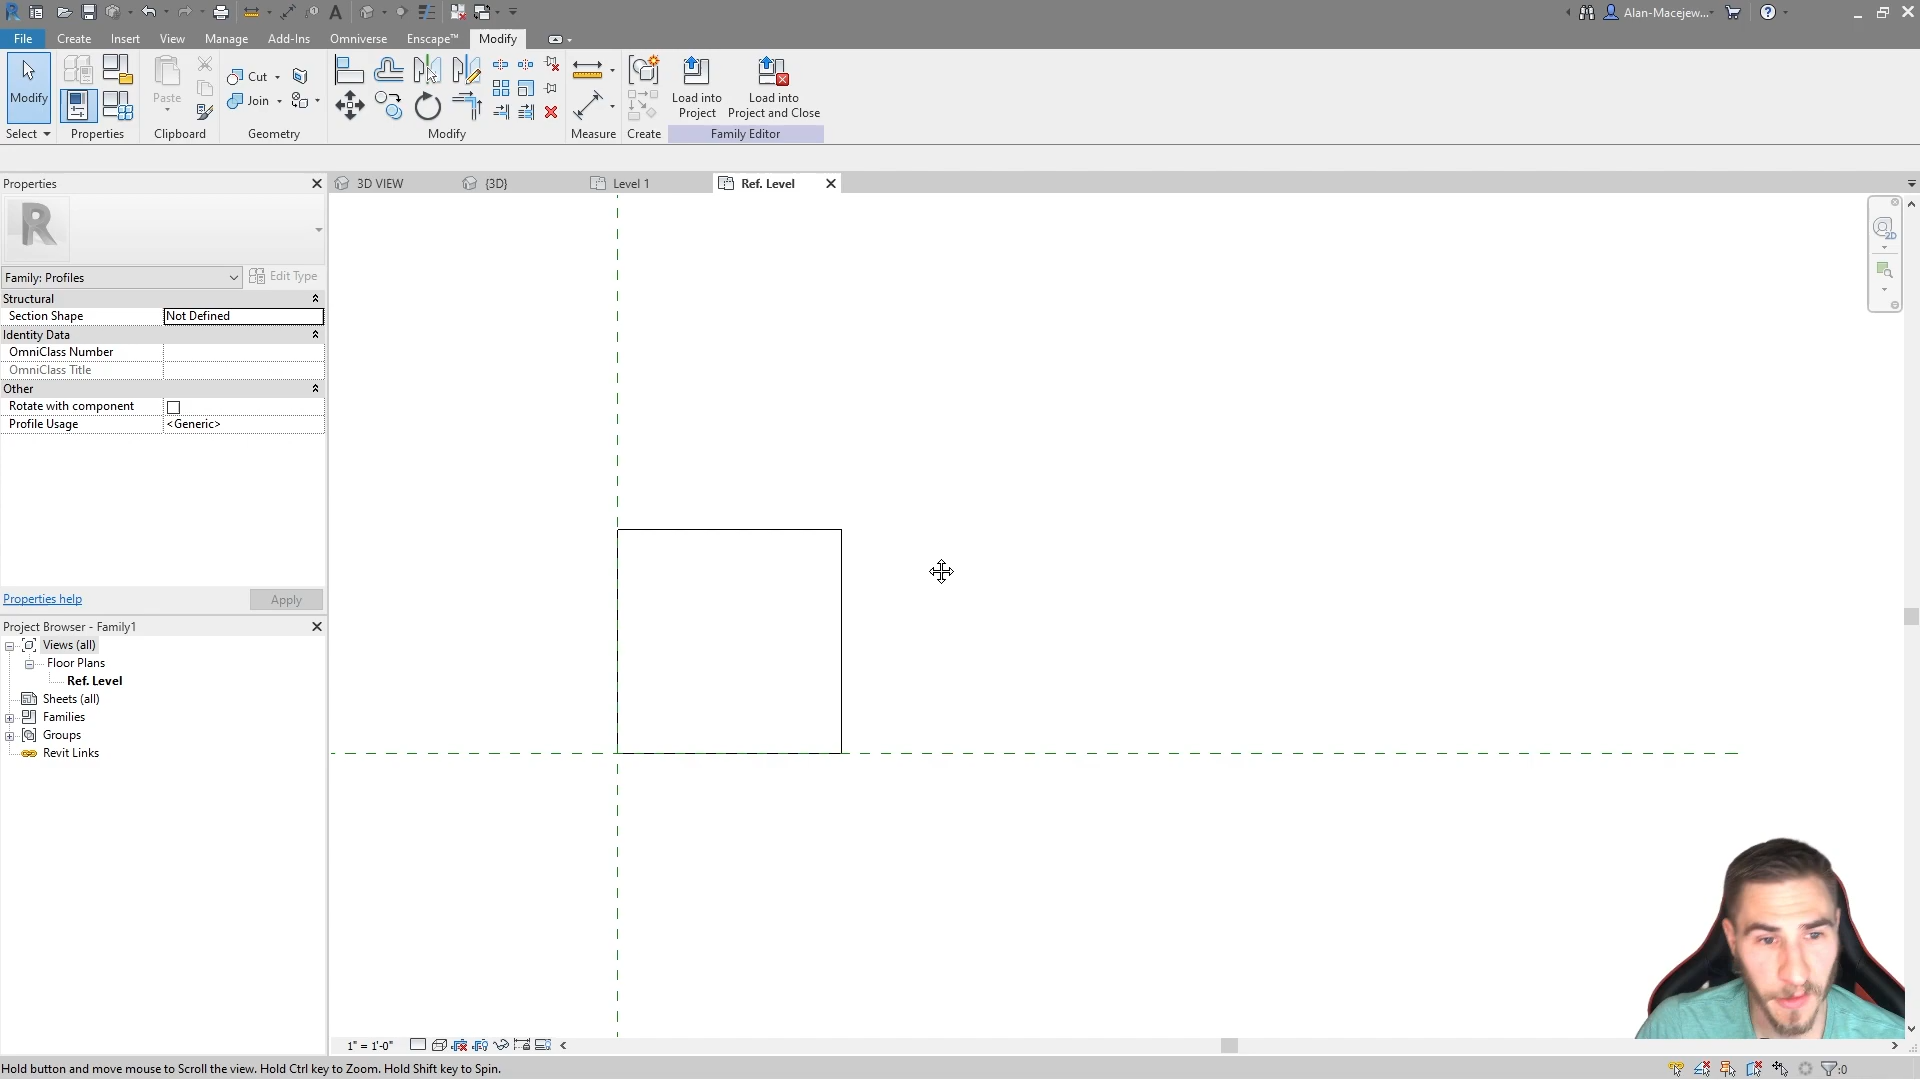 Alan-Macejew...
File Create Insert View Manage Add-Ins Omniverse Enscape™ Modify
Modify
Paste
Cut
Join
Load into Project
Load into Project and Close
Select Properties Clipboard Geometry Modify Measure Create Family Editor
Properties
3D VIEW {3D} Level 1 Ref. Level
R
2D
Family: Profiles Edit Type
Structural
Section Shape Not Defined
Identity Data
OmniClass Number
OmniClass Title
Other
Rotate with component
Profile Usage <Generic>
Properties help Apply
Project Browser - Family1
Views (all)
Floor Plans
Ref. Level
Sheets (all)
Families
Groups
Revit Links
1" = 1'-0"
Hold button and move mouse to Scroll the view. Hold Ctrl key to Zoom. Hold Shift key to Spin.
:0